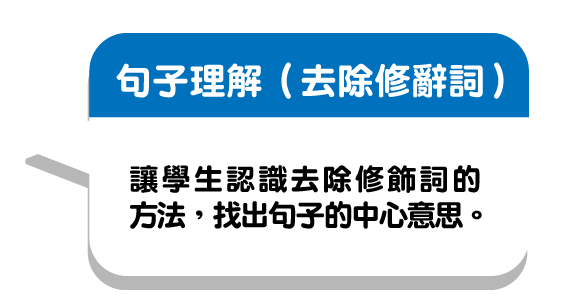 句子理解（去除修辭詞）
讓學生認識去除修飾詞的
方法，找出句子的中心意思。